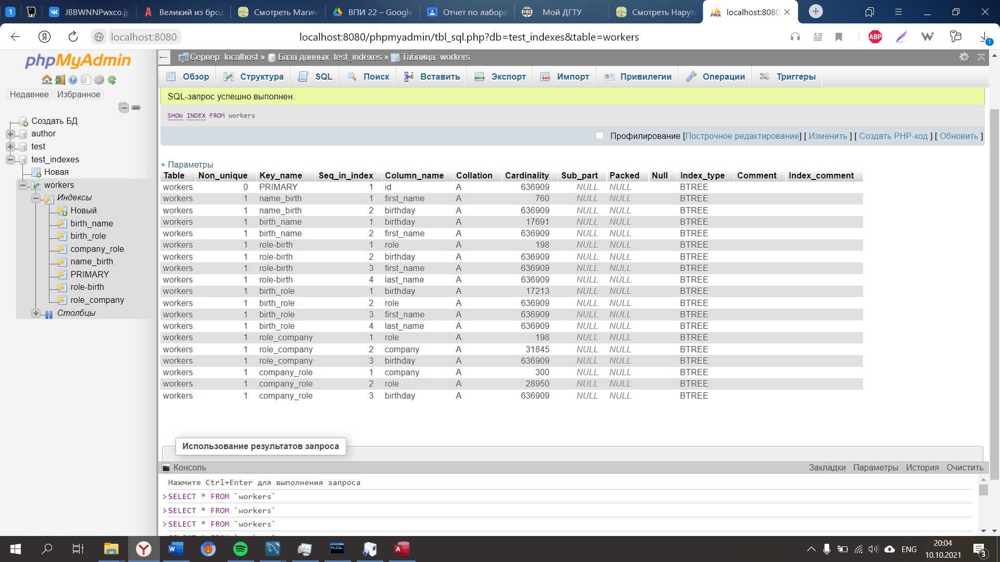 1 JBBWNNPwxco.jp Великий из брод Смотреть Магич ВПИ 22 – Google Отчет по лабора Мой ДГТУ Смотреть Наруто localhost:8080
localhost:8080 localhost:8080/phpmyadmin/tbl_sql.php?db=test_indexes&table=workers ABP 1
phpMyAdmin
Недавнее Избранное
Создать БД
author
test
test_indexes
Новая
workers
Индексы
Новый
birth_name
birth_role
company_role
name_birth
PRIMARY
role-birth
role_company
Столбцы
Сервер: localhost » База данных: test_indexes » Таблица: workers
Обзор Структура SQL Поиск Вставить Экспорт Импорт Привилегии Операции Триггеры
SQL-запрос успешно выполнен.
SHOW INDEX FROM workers
Профилирование [Построчное редактирование] [ Изменить ] [ Создать PHP-код ] [ Обновить ]
+ Параметры
Table Non_unique Key_name Seq_in_index Column_name Collation Cardinality Sub_part Packed Null Index_type Comment Index_comment
workers 0 PRIMARY 1 id A 636909 NULL NULL BTREE
workers 1 name_birth 1 first_name A 760 NULL NULL BTREE
workers 1 name_birth 2 birthday A 636909 NULL NULL BTREE
workers 1 birth_name 1 birthday A 17691 NULL NULL BTREE
workers 1 birth_name 2 first_name A 636909 NULL NULL BTREE
workers 1 role-birth 1 role A 198 NULL NULL BTREE
workers 1 role-birth 2 birthday A 636909 NULL NULL BTREE
workers 1 role-birth 3 first_name A 636909 NULL NULL BTREE
workers 1 role-birth 4 last_name A 636909 NULL NULL BTREE
workers 1 birth_role 1 birthday A 17213 NULL NULL BTREE
workers 1 birth_role 2 role A 636909 NULL NULL BTREE
workers 1 birth_role 3 first_name A 636909 NULL NULL BTREE
workers 1 birth_role 4 last_name A 636909 NULL NULL BTREE
workers 1 role_company 1 role A 198 NULL NULL BTREE
workers 1 role_company 2 company A 31845 NULL NULL BTREE
workers 1 role_company 3 birthday A 636909 NULL NULL BTREE
workers 1 company_role 1 company A 300 NULL NULL BTREE
workers 1 company_role 2 role A 28950 NULL NULL BTREE
workers 1 company_role 3 birthday A 636909 NULL NULL BTREE
Использование результатов запроса
Консоль Закладки Параметры История Очистить
Нажмите Ctrl+Enter для выполнения запроса
>SELECT * FROM `workers`
>SELECT * FROM `workers`
>SELECT * FROM `workers`
ENG 20:04
10.10.2021 3